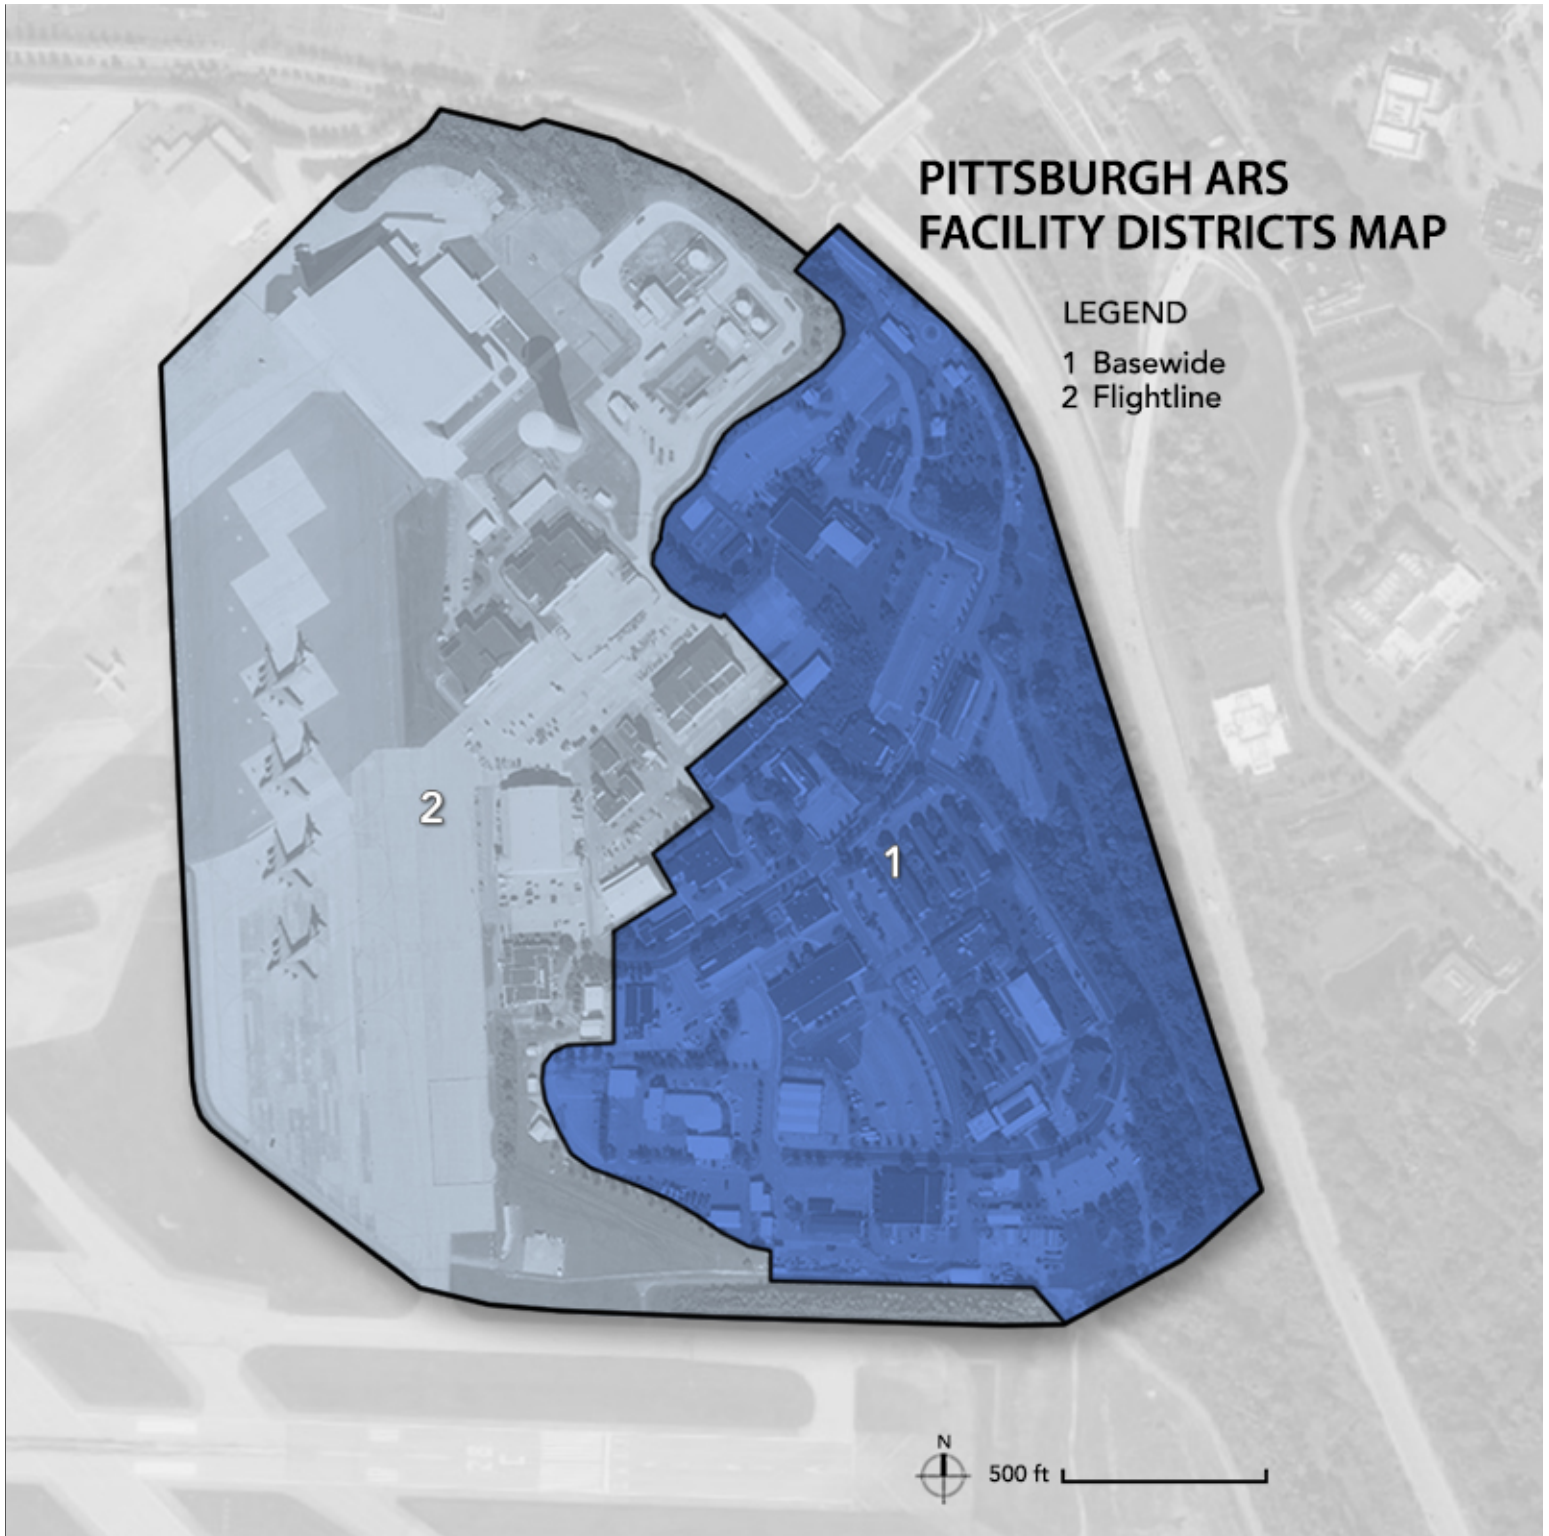 PITTSBURGH ARS
FACILITY DISTRICTS MAP
LEGEND
1 Basewide
2 Flightline
2
1
N
500 ft